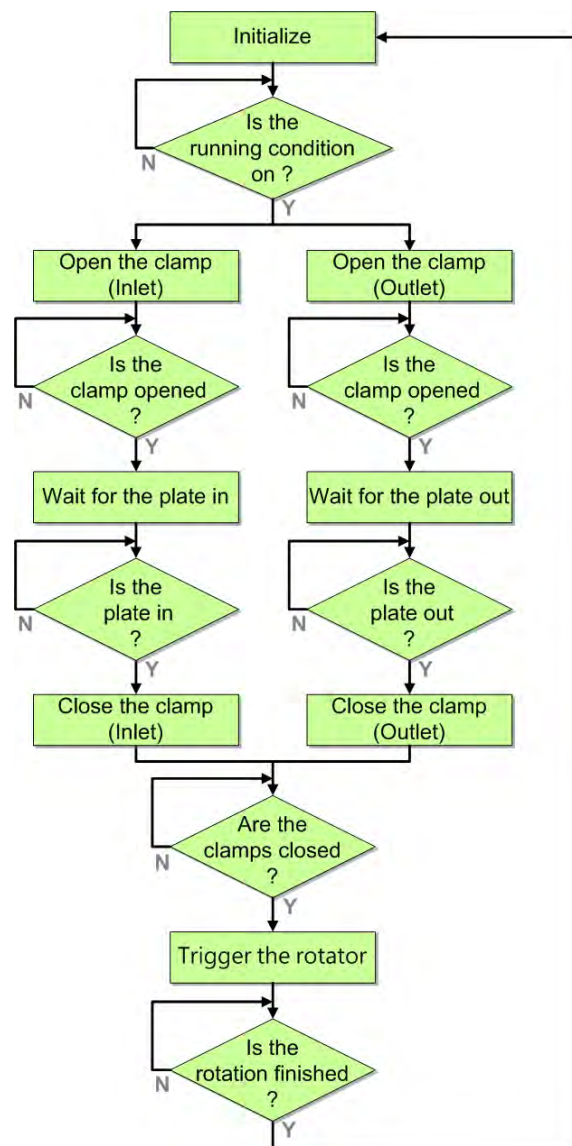 Initialize
Is the
running condition
on ?
N
Y
Open the clamp
(Inlet)
Open the clamp
(Outlet)
Is the
clamp opened
?
N
Y
Is the
clamp opened
?
N
Y
Wait for the plate in
Wait for the plate out
Is the
plate in
?
N
Y
Is the
plate out
?
N
Y
Close the clamp
(Inlet)
Close the clamp
(Outlet)
Are the
clamps closed
?
N
Y
Trigger the rotator
Is the
rotation finished
?
N
Y